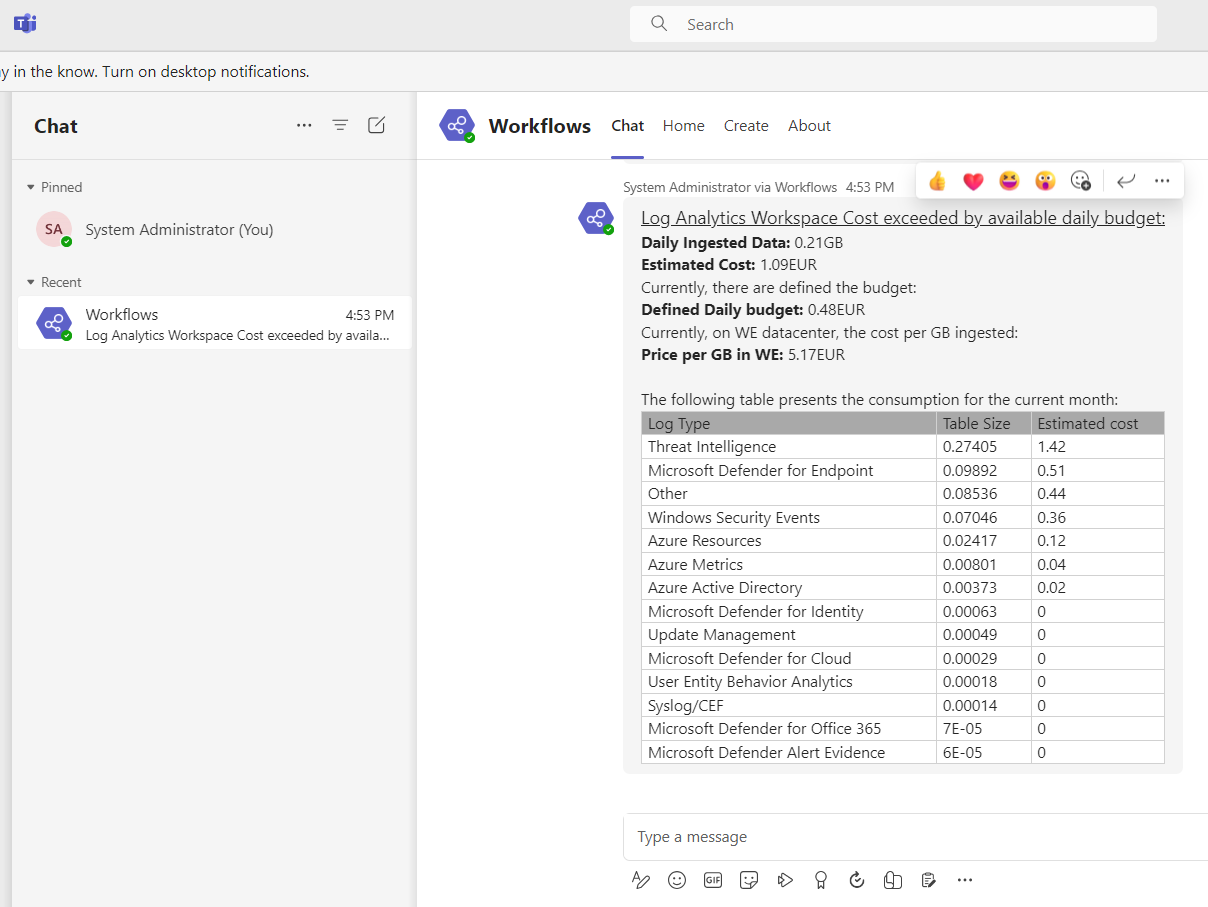 Search
y in the know. Turn on desktop notifications.
Chat
Pinned
SA
System Administrator (You)
Recent
Workflows 4:53 PM
Log Analytics Workspace Cost exceeded by availa...
Workflows Chat Home Create About
System Administrator via Workflows 4:53 PM
Log Analytics Workspace Cost exceeded by available daily budget:
Daily Ingested Data: 0.21GB
Estimated Cost: 1.09EUR
Currently, there are defined the budget:
Defined Daily budget: 0.48EUR
Currently, on WE datacenter, the cost per GB ingested:
Price per GB in WE: 5.17EUR
The following table presents the consumption for the current month:
Log Type Table Size Estimated cost
Threat Intelligence 0.27405 1.42
Microsoft Defender for Endpoint 0.09892 0.51
Other 0.08536 0.44
Windows Security Events 0.07046 0.36
Azure Resources 0.02417 0.12
Azure Metrics 0.00801 0.04
Azure Active Directory 0.00373 0.02
Microsoft Defender for Identity 0.00063 0
Update Management 0.00049 0
Microsoft Defender for Cloud 0.00029 0
User Entity Behavior Analytics 0.00018 0
Syslog/CEF 0.00014 0
Microsoft Defender for Office 365 7E-05 0
Microsoft Defender Alert Evidence 6E-05 0
Type a message
GIF